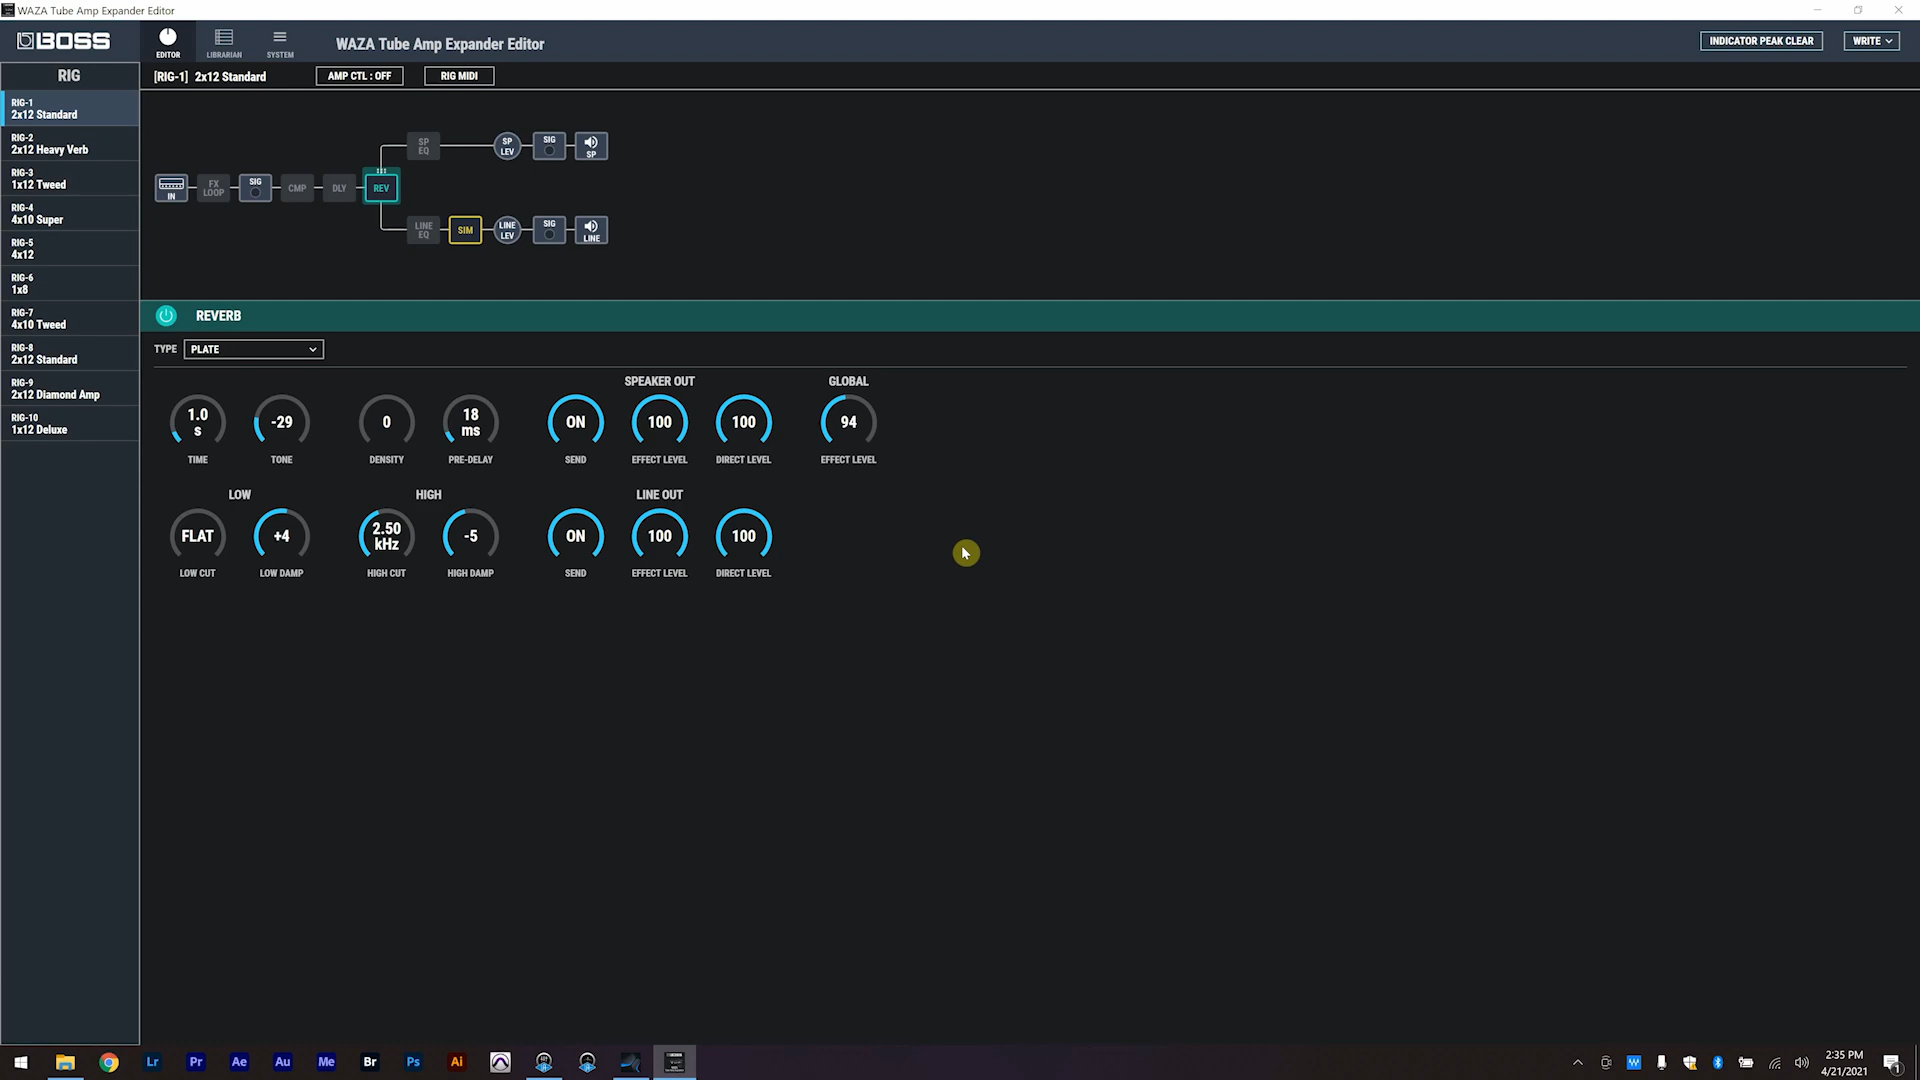 WAZA Tube Amp Expander Editor
BOSS
EDITOR
LIBRARIAN
SYSTEM
WAZA Tube Amp Expander Editor
INDICATOR PEAK CLEAR
WRITE
RIG
[RIG-1] 2x12 Standard
AMP CTL : OFF
RIG MIDI
RIG-1
2x12 Standard
RIG-2
2x12 Heavy Verb
RIG-3
1x12 Tweed
RIG-4
4x10 Super
RIG-5
4x12
RIG-6
1x8
RIG-7
4x10 Tweed
RIG-8
2x12 Standard
RIG-9
2x12 Diamond Amp
RIG-10
1x12 Deluxe
SP
EQ
SP
LEV
SIG
SP
IN
FX
LOOP
SIG
CMP
DLY
REV
LINE
EQ
SIM
LINE
LEV
SIG
LINE
REVERB
TYPE PLATE
SPEAKER OUT
GLOBAL
1.0
s
-29
0
18
ms
ON
100
100
94
TIME
TONE
DENSITY
PRE-DELAY
SEND
EFFECT LEVEL
DIRECT LEVEL
EFFECT LEVEL
LOW
HIGH
LINE OUT
FLAT
+4
2.50
kHz
-5
ON
100
100
LOW CUT
LOW DAMP
HIGH CUT
HIGH DAMP
SEND
EFFECT LEVEL
DIRECT LEVEL
Lr
Pr
Ae
Au
Me
Br
Ps
Ai
W
2:35 PM
4/21/2021
1